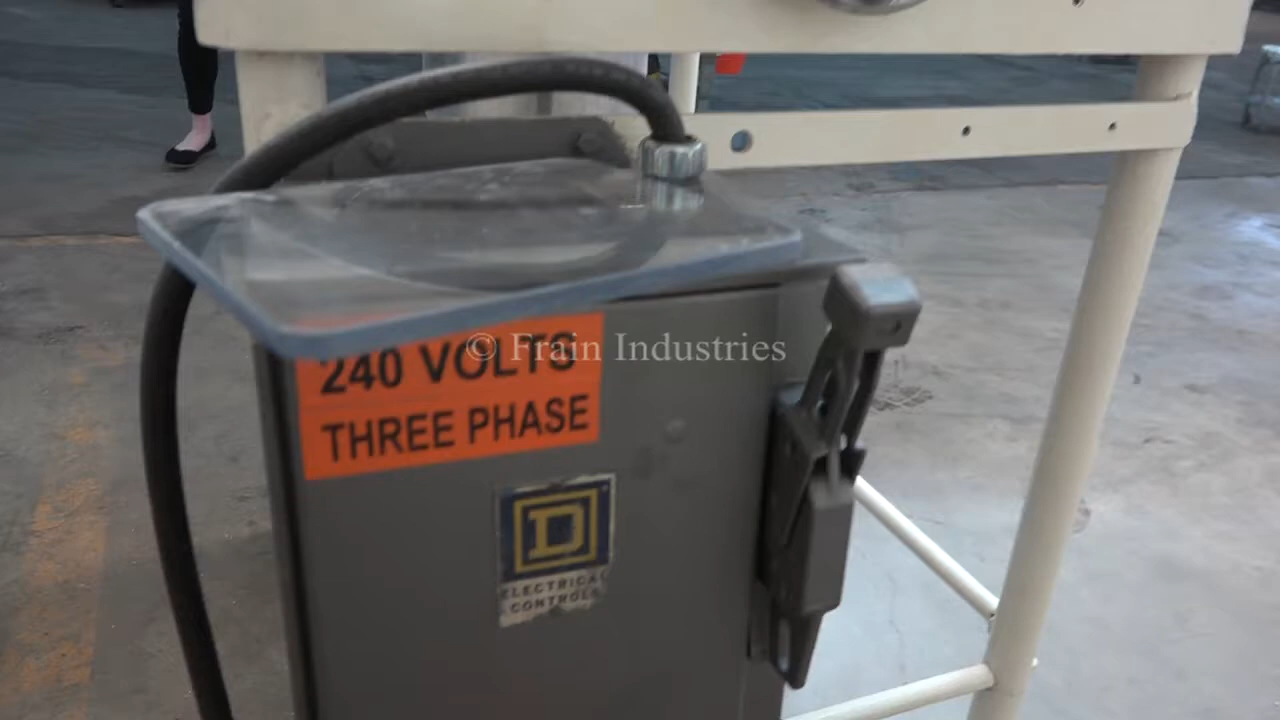 240 VOLTS
© Frain Industries
THREE PHASE
D
ELECTRICAL
CONTROLS